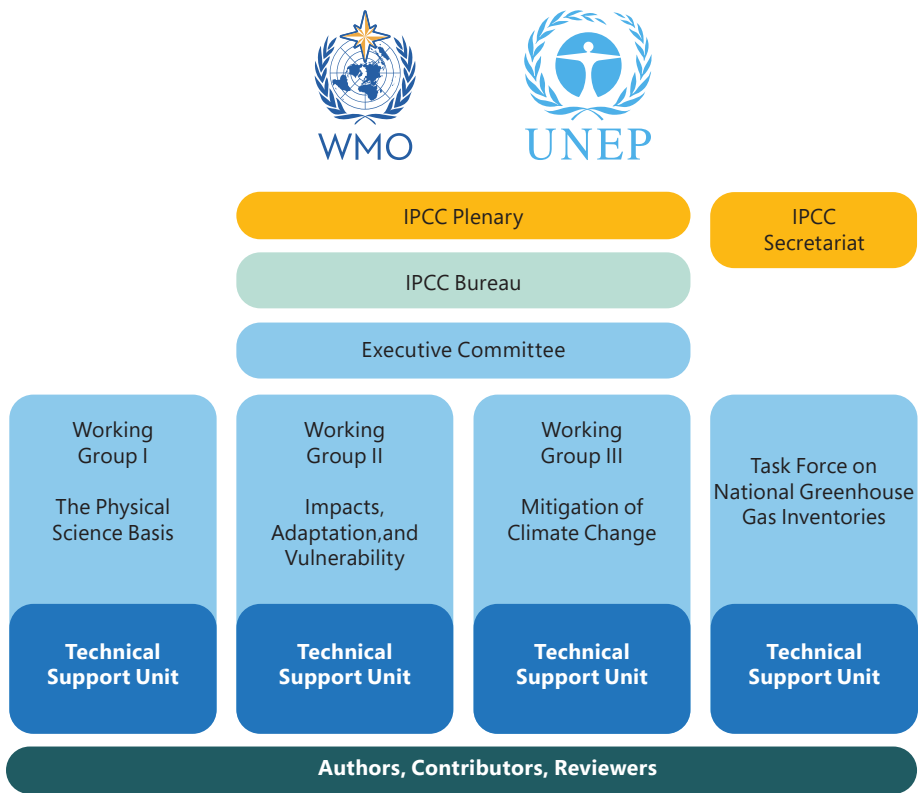 WMO
UNEP
IPCC Plenary
IPCC
Secretariat
IPCC Bureau
Executive Committee
Working
Group I
The Physical
Science Basis
Working
Group II
Impacts,
Adaptation,and
Vulnerability
Working
Group III
Mitigation of
Climate Change
Task Force on
National Greenhouse
Gas Inventories
Technical
Support Unit
Technical
Support Unit
Technical
Support Unit
Technical
Support Unit
Authors, Contributors, Reviewers